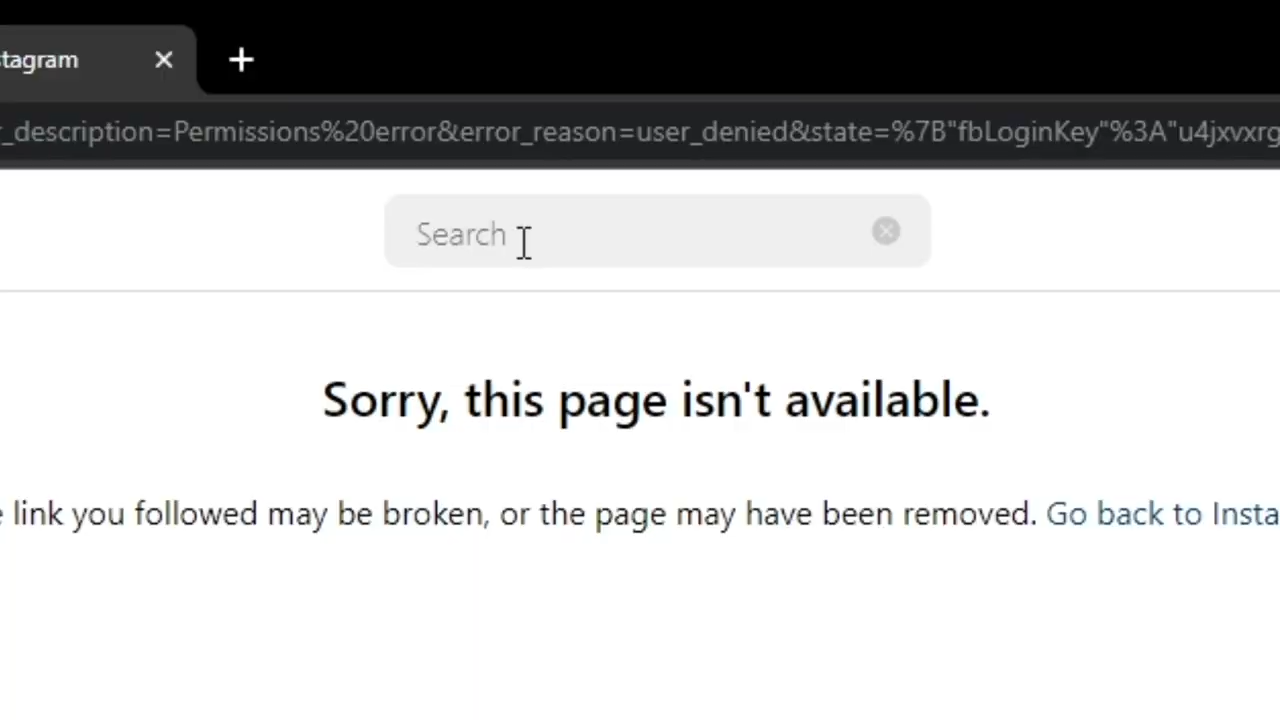 stagram
_description=Permissions%20error&error_reason=user_denied&state=%7B"fbLoginKey"%3A"u4jxvxrg
Search
Sorry, this page isn't available.
link you followed may be broken, or the page may have been removed. Go back to Insta